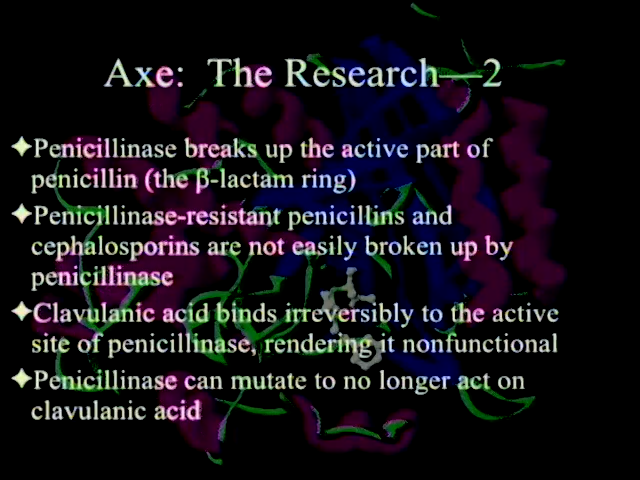 Axe: The Research—2
✦Penicillinase breaks up the active part of
penicillin (the β-lactam ring)
✦Penicillinase-resistant penicillins and
cephalosporins are not easily broken up by
penicillinase
✦Clavulanic acid binds irreversibly to the active
site of penicillinase, rendering it nonfunctional
✦Penicillinase can mutate to no longer act on
clavulanic acid